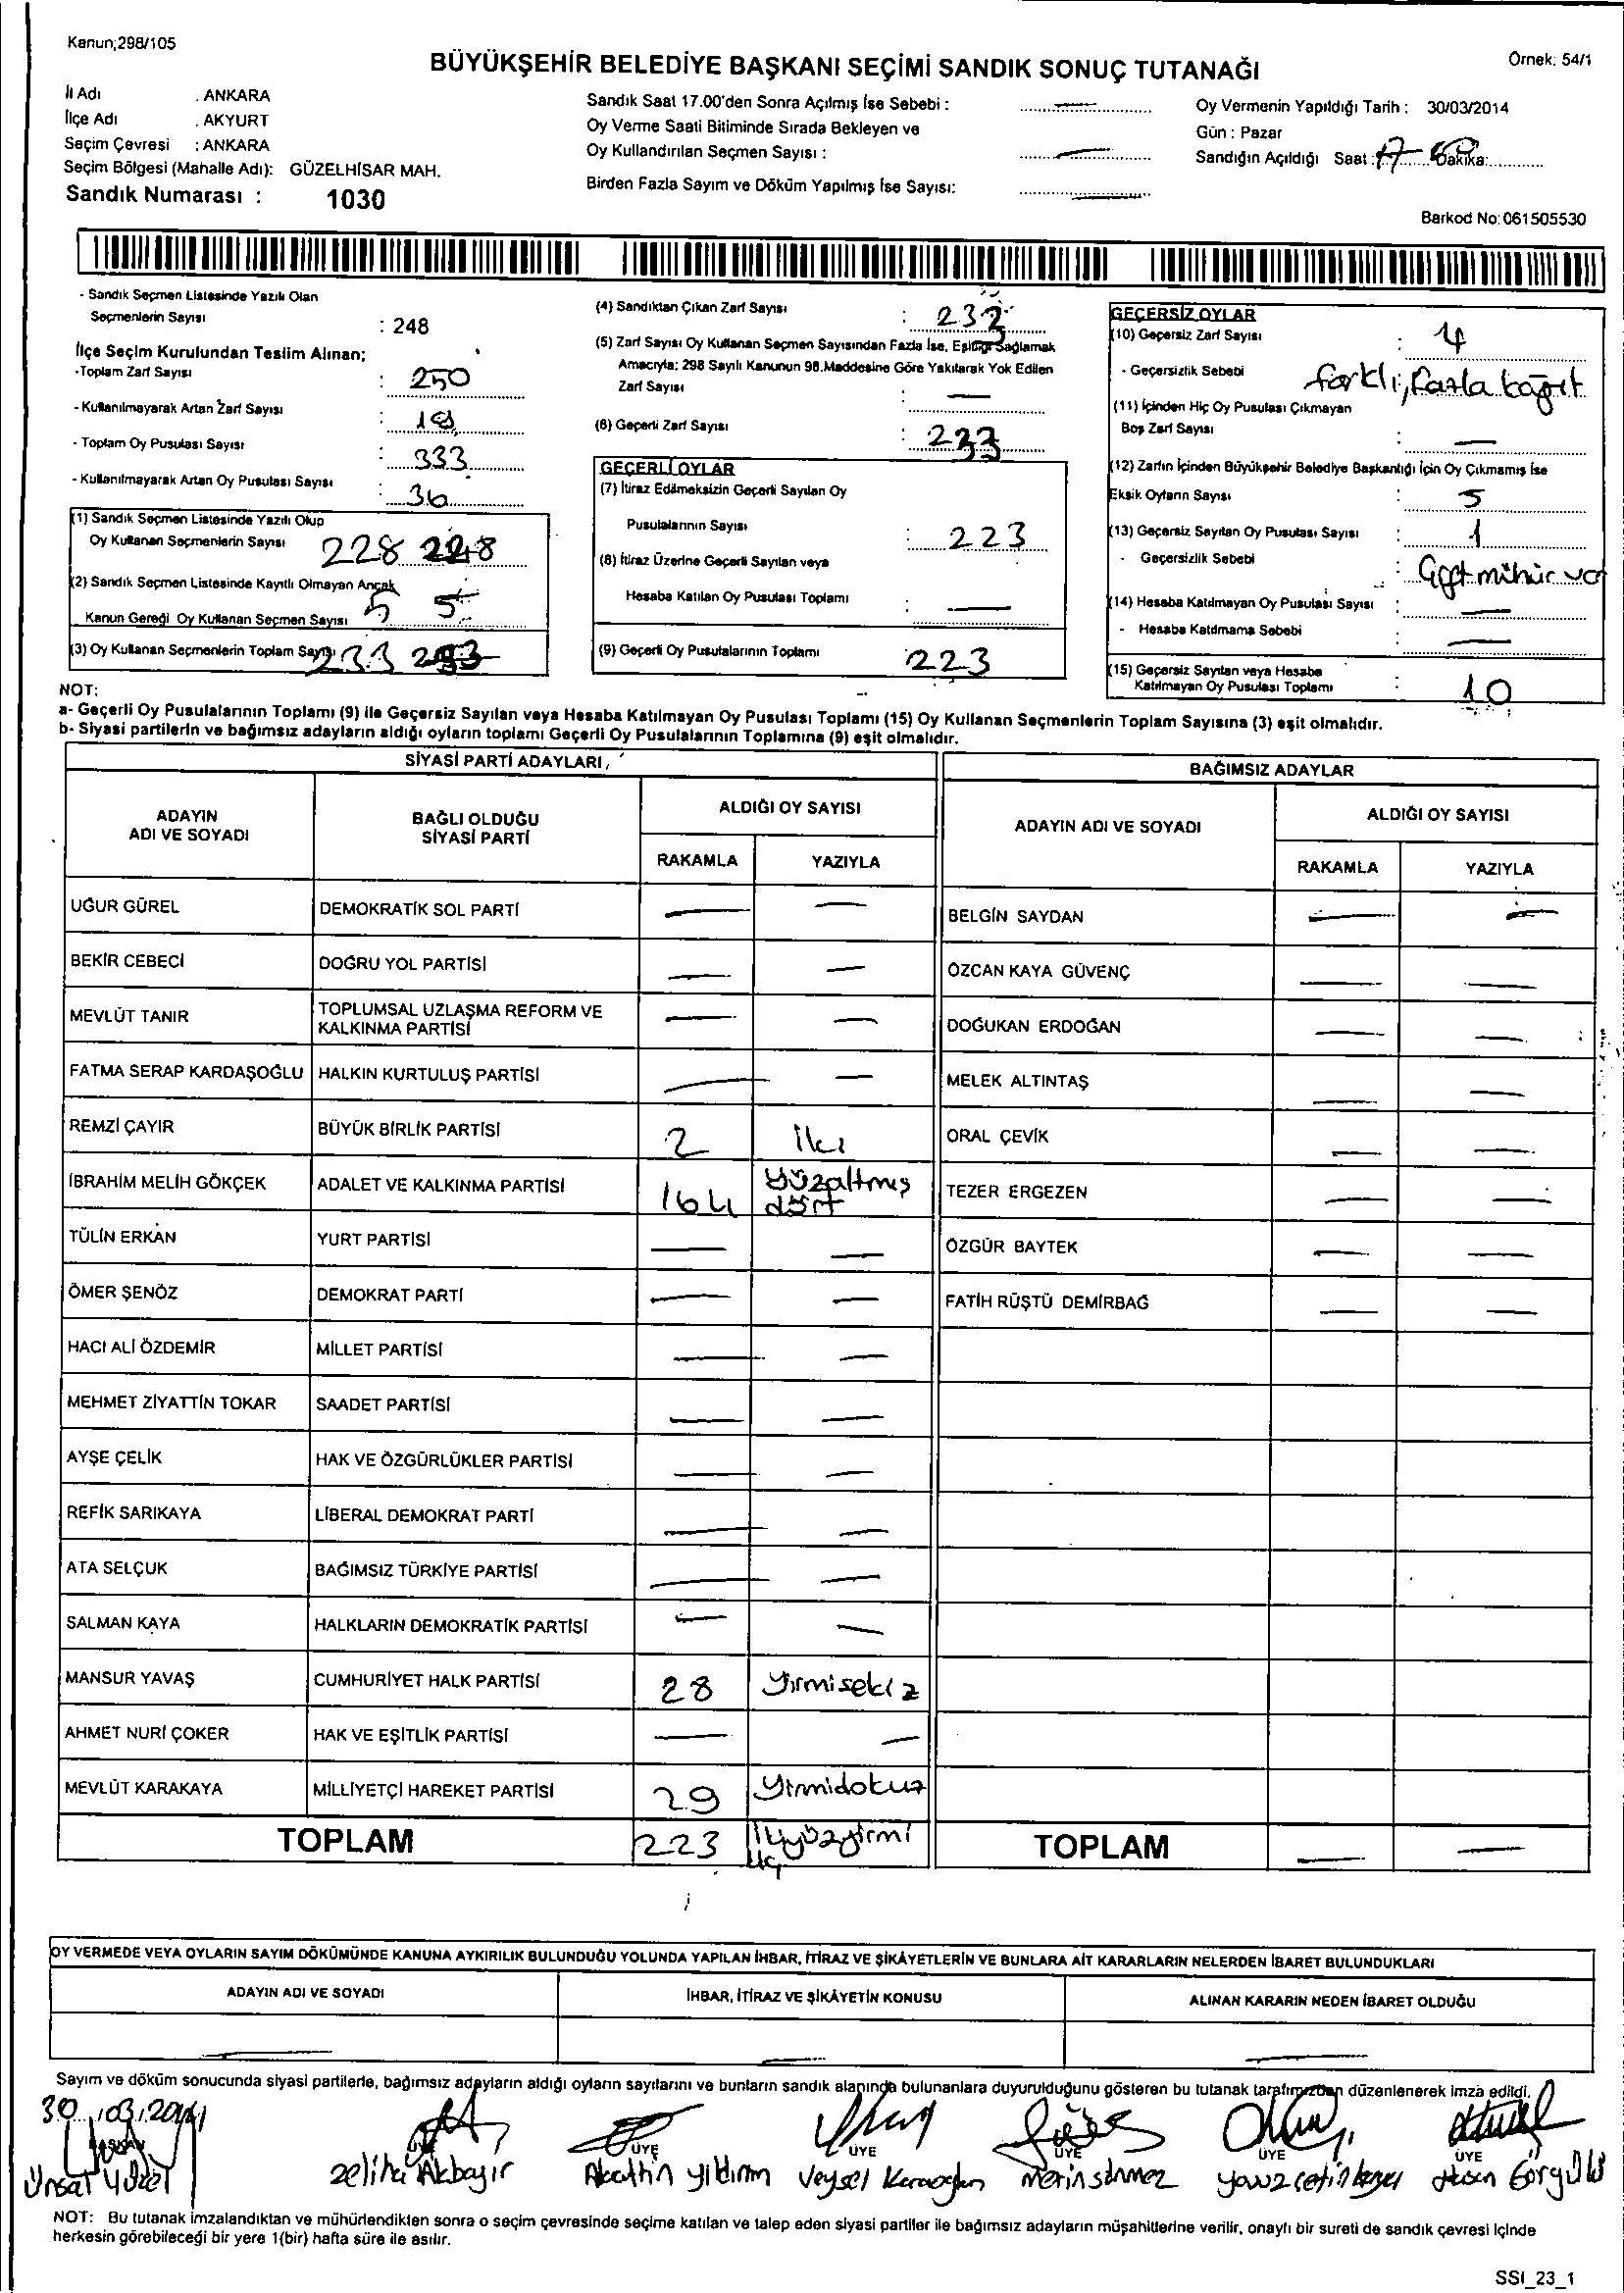 Kanun;298/105
BÜYÜKŞEHİR BELEDİYE BAŞKANI SEÇİMİ SANDIK SONUÇ TUTANAĞI
Örnek: 54/1
İl Adı : ANKARA
İlçe Adı : AKYURT
Seçim Çevresi : ANKARA
Seçim Bölgesi (Mahalle Adı): GÜZELHİSAR MAH.
Sandık Numarası : 1030
Sandık Saat 17.00'den Sonra Açılmış İse Sebebi : —
Oy Verme Saati Bitiminde Sırada Bekleyen ve
Oy Kullandırılan Seçmen Sayısı : —
Birden Fazla Sayım ve Döküm Yapılmış İse Sayısı: —
Oy Vermenin Yapıldığı Tarih : 30/03/2014
Gün : Pazar
Sandığın Açıldığı Saat : 17 Dakika:
Barkod No:061505530
- Sandık Seçmen Listesinde Yazılı Olan
Seçmenlerin Sayısı : 248
İlçe Seçim Kurulundan Teslim Alınan;
-Toplam Zarf Sayısı : 250
- Kullanılmayarak Artan Zarf Sayısı :
- Toplam Oy Pusulası Sayısı : 333
- Kullanılmayarak Artan Oy Pusulası Sayısı : 36
(1) Sandık Seçmen Listesinde Yazılı Olup
Oy Kullanan Seçmenlerin Sayısı 228 228
(2) Sandık Seçmen Listesinde Kayıtlı Olmayan Ancak
Kanun Gereği Oy Kullanan Seçmen Sayısı 5 5
(3) Oy Kullanan Seçmenlerin Toplam Sayısı 233 233
(4) Sandıktan Çıkan Zarf Sayısı :
(5) Zarf Sayısı Oy Kullanan Seçmen Sayısından Fazla İse, Eşitliği Sağlamak
Amacıyla; 298 Sayılı Kanunun 98.Maddesine Göre Yakılarak Yok Edilen
Zarf Sayısı : —
(6) Geçerli Zarf Sayısı : 233
GEÇERLİ OYLAR
(7) İtiraz Edilmeksizin Geçerli Sayılan Oy
Pusulalarının Sayısı : 223
(8) İtiraz Üzerine Geçerli Sayılan veya
Hesaba Katılan Oy Pusulası Toplamı : —
(9) Geçerli Oy Pusulalarının Toplamı 223
GEÇERSİZ OYLAR
(10) Geçersiz Zarf Sayısı : 4
- Geçersizlik Sebebi farklı, fazla kağıt
(11) İçinden Hiç Oy Pusulası Çıkmayan
Boş Zarf Sayısı : —
(12) Zarfın İçinden Büyükşehir Belediye Başkanlığı İçin Oy Çıkmamış İse
Eksik Oyların Sayısı : 5
(13) Geçersiz Sayılan Oy Pusulası Sayısı : 1
- Geçersizlik Sebebi : Çift mühür var
(14) Hesaba Katılmayan Oy Pusulası Sayısı : —
- Hesaba Katılmama Sebebi : —
(15) Geçersiz Sayılan veya Hesaba
Katılmayan Oy Pusulası Toplamı : 10
NOT:
a- Geçerli Oy Pusulalarının Toplamı (9) ile Geçersiz Sayılan veya Hesaba Katılmayan Oy Pusulası Toplamı (15) Oy Kullanan Seçmenlerin Toplam Sayısına (3) eşit olmalıdır.
b- Siyasi partilerin ve bağımsız adayların aldığı oyların toplamı Geçerli Oy Pusulalarının Toplamına (9) eşit olmalıdır.
SİYASİ PARTİ ADAYLARI
ADAYIN ADI VE SOYADI BAĞLI OLDUĞU SİYASİ PARTİ ALDIĞI OY SAYISI
RAKAMLA YAZIYLA
UĞUR GÜREL DEMOKRATİK SOL PARTİ — —
BEKİR CEBECİ DOĞRU YOL PARTİSİ — —
MEVLÜT TANIR TOPLUMSAL UZLAŞMA REFORM VE KALKINMA PARTİSİ — —
FATMA SERAP KARDAŞOĞLU HALKIN KURTULUŞ PARTİSİ — —
REMZİ ÇAYIR BÜYÜK BİRLİK PARTİSİ 2 iki
İBRAHİM MELİH GÖKÇEK ADALET VE KALKINMA PARTİSİ 164 Yüzaltmış dört
TÜLİN ERKAN YURT PARTİSİ — —
ÖMER ŞENÖZ DEMOKRAT PARTİ — —
HACI ALİ ÖZDEMİR MİLLET PARTİSİ — —
MEHMET ZİYATTİN TOKAR SAADET PARTİSİ — —
AYŞE ÇELİK HAK VE ÖZGÜRLÜKLER PARTİSİ — —
REFİK SARIKAYA LİBERAL DEMOKRAT PARTİ — —
ATA SELÇUK BAĞIMSIZ TÜRKİYE PARTİSİ — —
SALMAN KAYA HALKLARIN DEMOKRATİK PARTİSİ — —
MANSUR YAVAŞ CUMHURİYET HALK PARTİSİ 28 Yirmisekiz
AHMET NURİ ÇOKER HAK VE EŞİTLİK PARTİSİ — —
MEVLÜT KARAKAYA MİLLİYETÇİ HAREKET PARTİSİ 29 Yirmidokuz
TOPLAM 223 İkiyüzyirmi üç
BAĞIMSIZ ADAYLAR
ADAYIN ADI VE SOYADI ALDIĞI OY SAYISI
RAKAMLA YAZIYLA
BELGİN SAYDAN — —
ÖZCAN KAYA GÜVENÇ — —
DOĞUKAN ERDOĞAN — —
MELEK ALTINTAŞ — —
ORAL ÇEVİK — —
TEZER ERGEZEN — —
ÖZGÜR BAYTEK — —
FATİH RÜŞTÜ DEMİRBAĞ — —
TOPLAM — —
OY VERMEDE VEYA OYLARIN SAYIM DÖKÜMÜNDE KANUNA AYKIRILIK BULUNDUĞU YOLUNDA YAPILAN İHBAR, İTİRAZ VE ŞİKÂYETLERİN VE BUNLARA AİT KARARLARIN NELERDEN İBARET BULUNDUKLARI
ADAYIN ADI VE SOYADI İHBAR, İTİRAZ VE ŞİKÂYETİN KONUSU ALINAN KARARIN NEDEN İBARET OLDUĞU
— — —
Sayım ve döküm sonucunda siyasi partilerle, bağımsız adayların aldığı oyların sayılarını ve bunların sandık alanında bulunanlara duyurulduğunu gösteren bu tutanak tarafımızdan düzenlenerek imza edildi.
30/03/2014
BAŞKAN ÜYE ÜYE ÜYE ÜYE ÜYE ÜYE
Ünsal Yüzel Zeliha Akbayır Alaattin Yıldırım Veysel Karaoğlan Metin Sönmez Yavuz Hasan Görgülü
NOT: Bu tutanak imzalandıktan ve mühürlendikten sonra o seçim çevresinde seçime katılan ve talep eden siyasi partiler ile bağımsız adayların müşahitlerine verilir, onaylı bir sureti de sandık çevresi içinde
herkesin görebileceği bir yere 1(bir) hafta süre ile asılır.
SSI_23_1